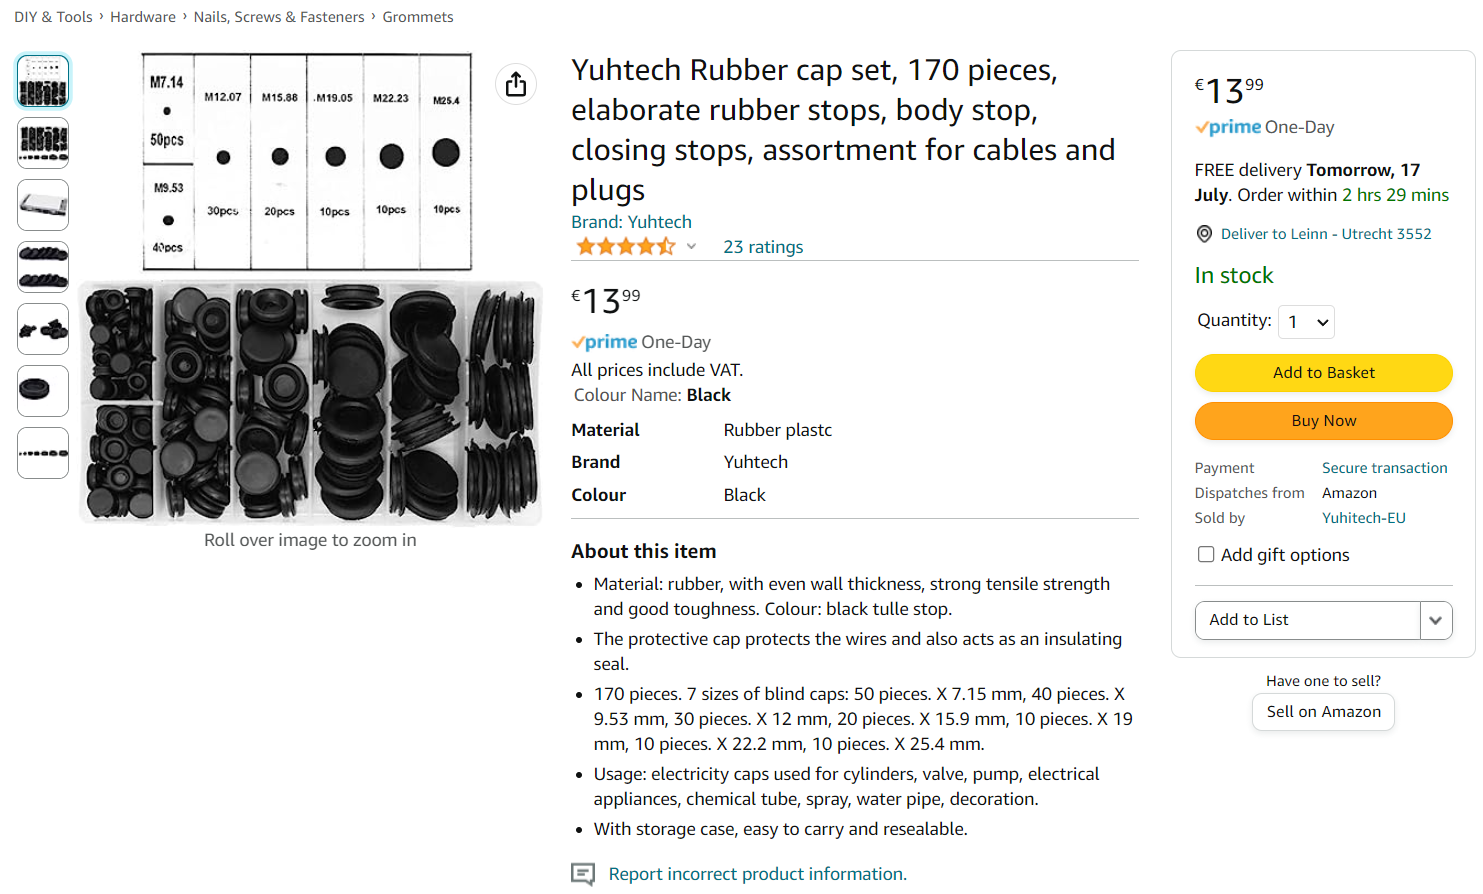 DIY & Tools › Hardware › Nails, Screws & Fasteners › Grommets
M7.14
50pcs
M9.53
40pcs
M12.07
30pcs
M15.88
20pcs
.M19.05
10pcs
M22.23
10pcs
M25.4
10pcs
Roll over image to zoom in
Yuhtech Rubber cap set, 170 pieces,
elaborate rubber stops, body stop,
closing stops, assortment for cables and
plugs
Brand: Yuhtech
23 ratings
€13 99
prime One-Day
All prices include VAT.
Colour Name: Black
Material Rubber plastc
Brand Yuhtech
Colour Black
About this item
• Material: rubber, with even wall thickness, strong tensile strength
and good toughness. Colour: black tulle stop.
• The protective cap protects the wires and also acts as an insulating
seal.
• 170 pieces. 7 sizes of blind caps: 50 pieces. X 7.15 mm, 40 pieces. X
9.53 mm, 30 pieces. X 12 mm, 20 pieces. X 15.9 mm, 10 pieces. X 19
mm, 10 pieces. X 22.2 mm, 10 pieces. X 25.4 mm.
• Usage: electricity caps used for cylinders, valve, pump, electrical
appliances, chemical tube, spray, water pipe, decoration.
• With storage case, easy to carry and resealable.
Report incorrect product information.
€13 99
prime One-Day
FREE delivery Tomorrow, 17
July. Order within 2 hrs 29 mins
Deliver to Leinn - Utrecht 3552
In stock
Quantity: 1
Add to Basket
Buy Now
Payment Secure transaction
Dispatches from Amazon
Sold by Yuhitech-EU
Add gift options
Add to List
Have one to sell?
Sell on Amazon